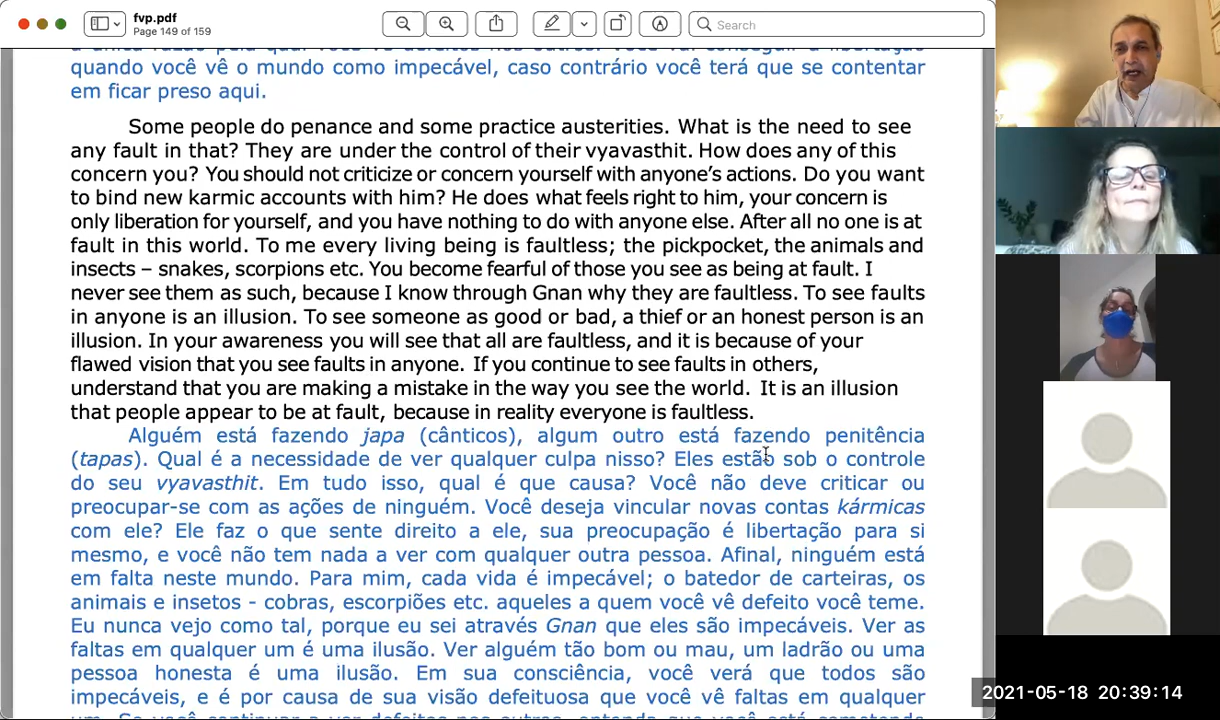 fvp.pdf
Page 149 of 159
Search
quando você vê o mundo como impecável, caso contrário você terá que se contentar
em ficar preso aqui.
Some people do penance and some practice austerities. What is the need to see
any fault in that? They are under the control of their vyavasthit. How does any of this
concern you? You should not criticize or concern yourself with anyone’s actions. Do you want
to bind new karmic accounts with him? He does what feels right to him, your concern is
only liberation for yourself, and you have nothing to do with anyone else. After all no one is at
fault in this world. To me every living being is faultless; the pickpocket, the animals and
insects – snakes, scorpions etc. You become fearful of those you see as being at fault. I
never see them as such, because I know through Gnan why they are faultless. To see faults
in anyone is an illusion. To see someone as good or bad, a thief or an honest person is an
illusion. In your awareness you will see that all are faultless, and it is because of your
flawed vision that you see faults in anyone. If you continue to see faults in others,
understand that you are making a mistake in the way you see the world. It is an illusion
that people appear to be at fault, because in reality everyone is faultless.
Alguém está fazendo japa (cânticos), algum outro está fazendo penitência
(tapas). Qual é a necessidade de ver qualquer culpa nisso? Eles estão sob o controle
do seu vyavasthit. Em tudo isso, qual é que causa? Você não deve criticar ou
preocupar-se com as ações de ninguém. Você deseja vincular novas contas kármicas
com ele? Ele faz o que sente direito a ele, sua preocupação é libertação para si
mesmo, e você não tem nada a ver com qualquer outra pessoa. Afinal, ninguém está
em falta neste mundo. Para mim, cada vida é impecável; o batedor de carteiras, os
animais e insetos - cobras, escorpiões etc. aqueles a quem você vê defeito você teme.
Eu nunca vejo como tal, porque eu sei através Gnan que eles são impecáveis. Ver as
faltas em qualquer um é uma ilusão. Ver alguém tão bom ou mau, um ladrão ou uma
pessoa honesta é uma ilusão. Em sua consciência, você verá que todos são
impecáveis, e é por causa de sua visão defeituosa que você vê faltas em qualquer
2021-05-18 20:39:14